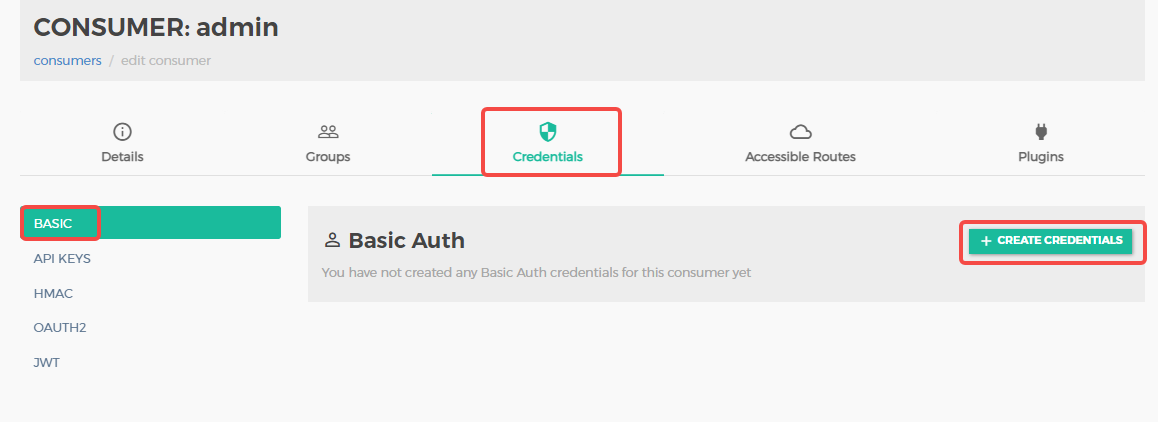 CONSUMER: admin
consumers / edit consumer
Details
Groups
Credentials
Accessible Routes
Plugins
BASIC
API KEYS
HMAC
OAUTH2
JWT
Basic Auth
+ CREATE CREDENTIALS
You have not created any Basic Auth credentials for this consumer yet